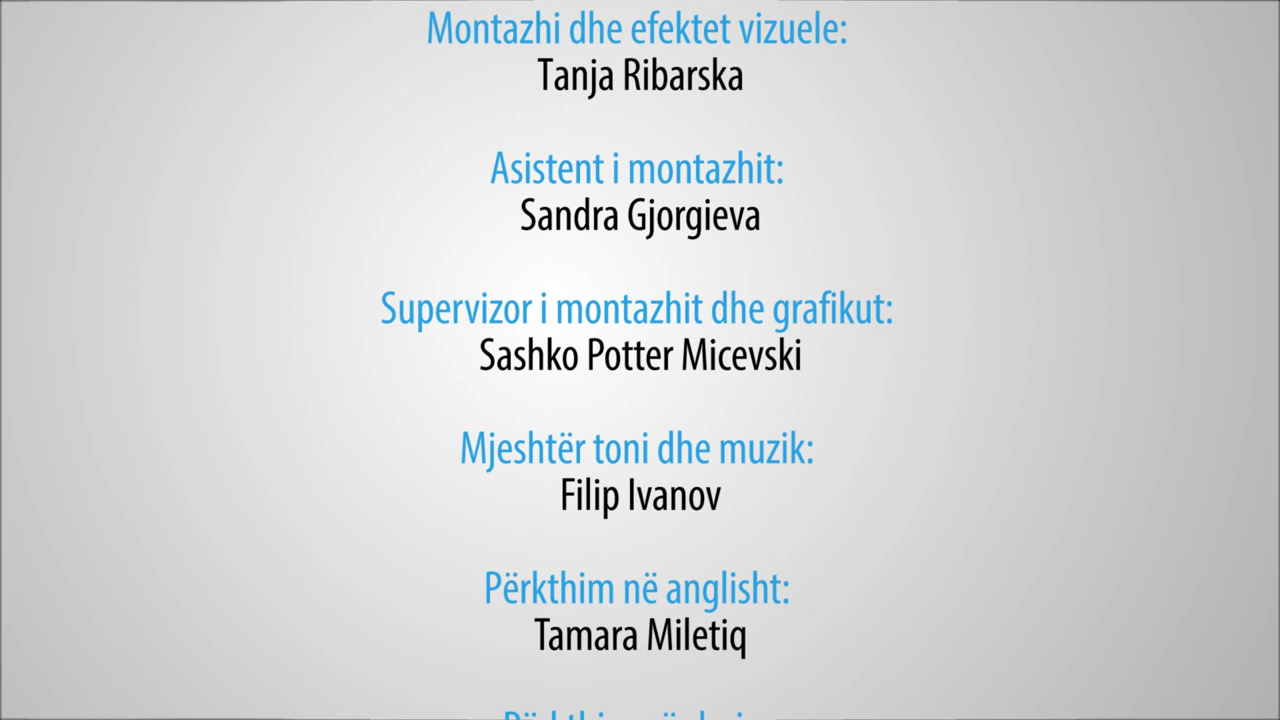 Montazhi dhe efektet vizuele:
Tanja Ribarska
Asistent i montazhit:
Sandra Gjorgieva
Supervizor i montazhit dhe grafikut:
Sashko Potter Micevski
Mjeshtër toni dhe muzik:
Filip Ivanov
Përkthim në anglisht:
Tamara Miletiq